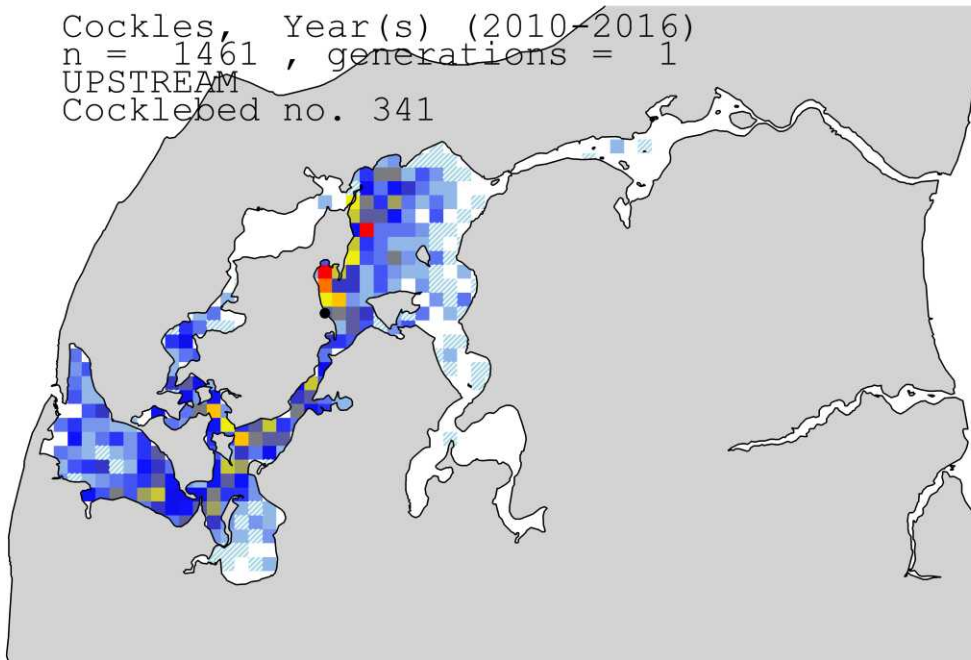 Cockles, Year(s) (2010-2016)
n = 1461 , generations = 1
UPSTREAM
Cocklebed no. 341